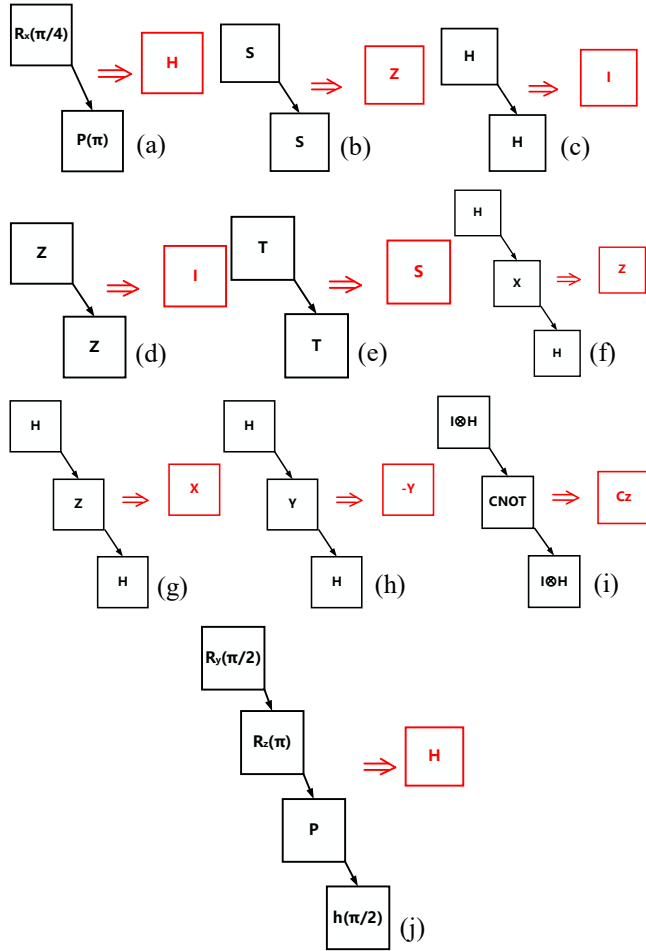 Rx(π/4)
H
P(π)
(a)
S
Z
S
(b)
H
I
H
(c)
Z
I
Z
(d)
T
S
T
(e)
H
X
Z
H
(f)
H
Z
X
H
(g)
H
Y
-Y
H
(h)
I⊗H
CNOT
Cz
I⊗H
(i)
Ry(π/2)
Rz(π)
H
P
h(π/2)
(j)